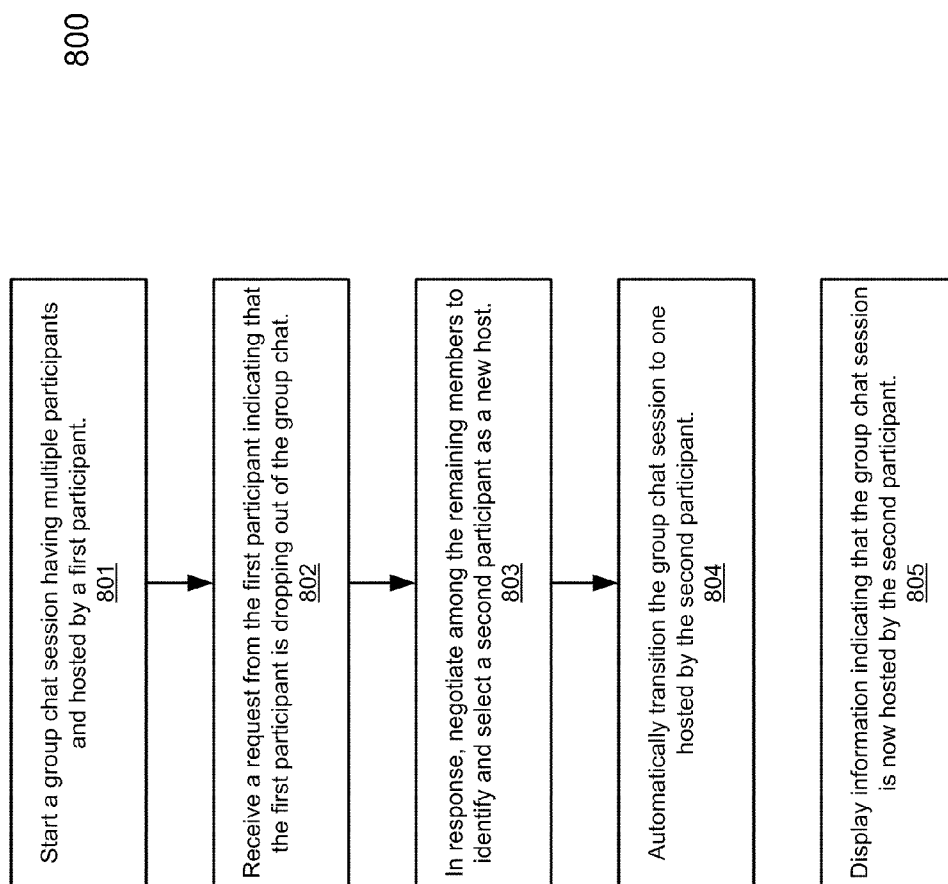 800
Start a group chat session having multiple participants
and hosted by a first participant.
801
Receive a request from the first participant indicating that
the first participant is dropping out of the group chat.
802
In response, negotiate among the remaining members to
identify and select a second participant as a new host.
803
Automatically transition the group chat session to one
hosted by the second participant.
804
Display information indicating that the group chat session
is now hosted by the second participant.
805